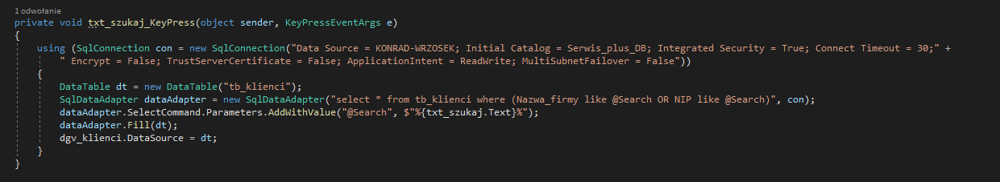 1 odwołanie
private void txt_szukaj_KeyPress(object sender, KeyPressEventArgs e)
{
using (SqlConnection con = new SqlConnection("Data Source = KONRAD-WRZOSEK; Initial Catalog = Serwis_plus_DB; Integrated Security = True; Connect Timeout = 30;" +
" Encrypt = False; TrustServerCertificate = False; ApplicationIntent = ReadWrite; MultiSubnetFailover = False"))
{
DataTable dt = new DataTable("tb_klienci");
SqlDataAdapter dataAdapter = new SqlDataAdapter("select * from tb_klienci where (Nazwa_firmy like @Search OR NIP like @Search)", con);
dataAdapter.SelectCommand.Parameters.AddWithValue("@Search", $"%{txt_szukaj.Text}%");
dataAdapter.Fill(dt);
dgv_klienci.DataSource = dt;
}
}